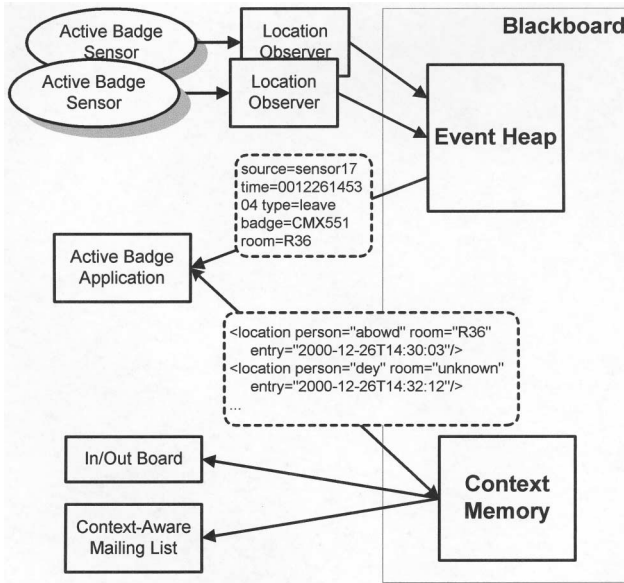 Blackboard
Active Badge
Sensor
Location
Observer
Active Badge
Sensor
Location
Observer
Event Heap
source=sensor17
time=0012261453
04 type=leave
badge=CMX551
room=R36
Active Badge
Application
<location person="abowd" room="R36"
entry="2000-12-26T14:30:03"/>
<location person="dey" room="unknown"
entry="2000-12-26T14:32:12"/>
...
In/Out Board
Context
Memory
Context-Aware
Mailing List